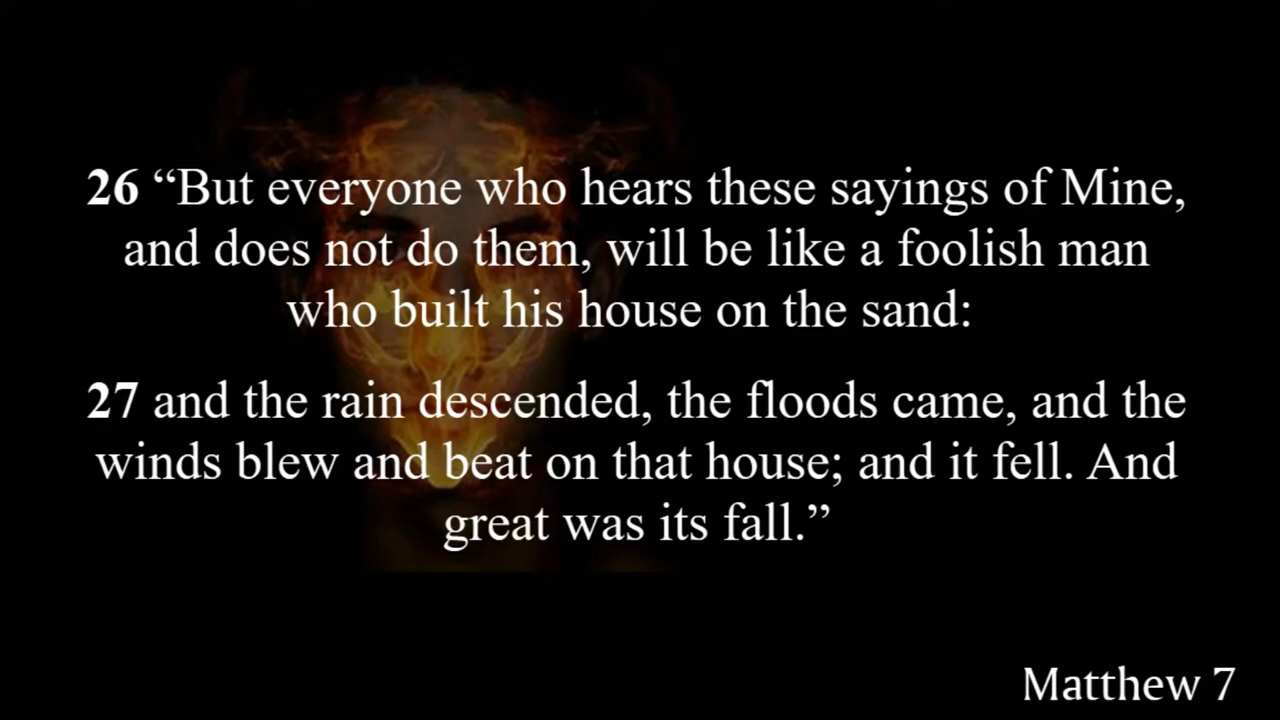 26 “But everyone who hears these sayings of Mine,
and does not do them, will be like a foolish man
who built his house on the sand:
27 and the rain descended, the floods came, and the
winds blew and beat on that house; and it fell. And
great was its fall.”
Matthew 7